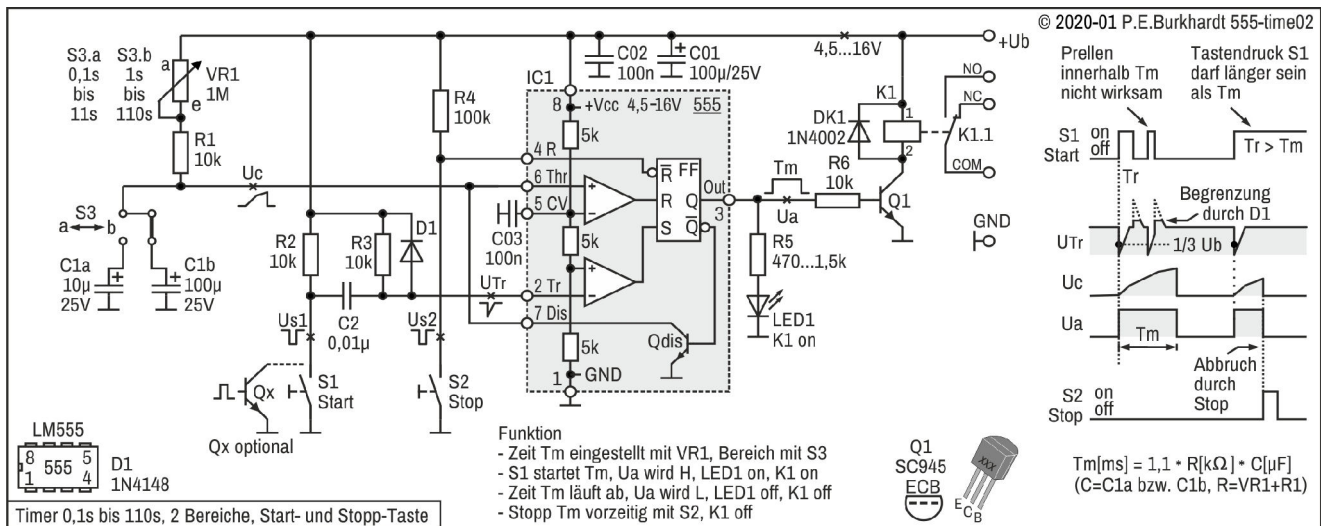 © 2020-01 P.E.Burkhardt 555-time02
S3.a
0,1s
bis
11s
S3.b
1s
bis
110s
a
VR1
1M
e
R1
10k
R4
100k
C02
100n
C01
100µ/25V
4,5...16V
+Ub
IC1
8
+Vcc 4,5-16V
555
5k
4 R
6 Thr
5 CV
C03
100n
5k
2 Tr
7 Dis
5k
1
GND
R
FF
R
Q
S
Q
Out
3
Qdis
Uc
S3
a
b
C1a
10µ
25V
C1b
100µ
25V
R2
10k
R3
10k
D1
UTr
Us1
C2
0,01µ
Us2
Qx
Qx optional
S1
Start
S2
Stop
Tm
Ua
R6
10k
R5
470...1,5k
LED1
K1 on
DK1
1N4002
K1
1
2
Q1
NO
NC
K1.1
COM
GND
Prellen
innerhalb Tm
nicht wirksam
Tastendruck S1
darf länger sein
als Tm
S1
Start
on
off
Tr
Tr > Tm
Begrenzung
durch D1
UTr
1/3 Ub
Uc
Ua
Tm
Abbruch
durch
Stop
S2
Stop
on
off
Tm[ms] = 1,1 * R[kΩ] * C[µF]
(C=C1a bzw. C1b, R=VR1+R1)
LM555
8
5
555
1
4
D1
1N4148
Funktion
- Zeit Tm eingestellt mit VR1, Bereich mit S3
- S1 startet Tm, Ua wird H, LED1 on, K1 on
- Zeit Tm läuft ab, Ua wird L, LED1 off, K1 off
- Stopp Tm vorzeitig mit S2, K1 off
Q1
SC945
ECB
XXX
E
C
B
Timer 0,1s bis 110s, 2 Bereiche, Start- und Stopp-Taste